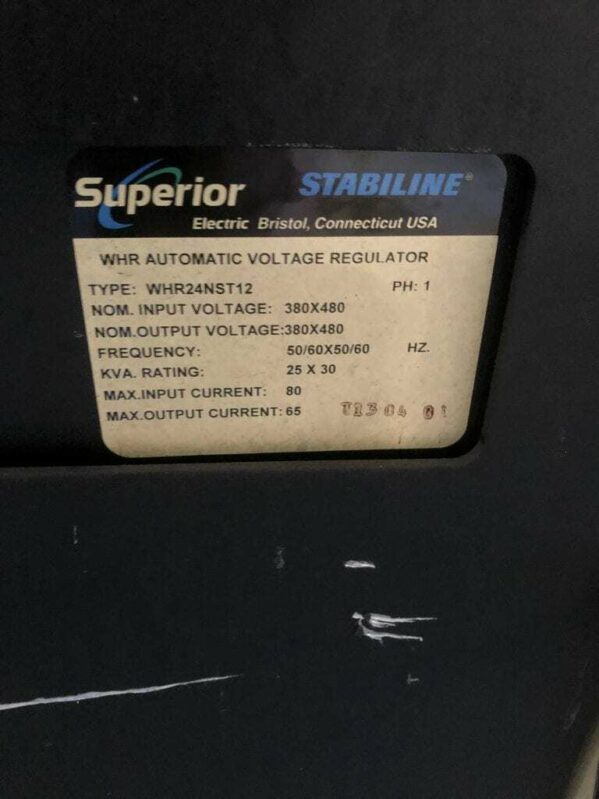 Superior STABILINE®
Electric Bristol, Connecticut USA
WHR AUTOMATIC VOLTAGE REGULATOR
TYPE: WHR24NST12 PH: 1
NOM. INPUT VOLTAGE: 380X480
NOM.OUTPUT VOLTAGE:380X480
FREQUENCY: 50/60X50/60 HZ.
KVA. RATING: 25 X 30
MAX.INPUT CURRENT: 80
MAX.OUTPUT CURRENT: 65